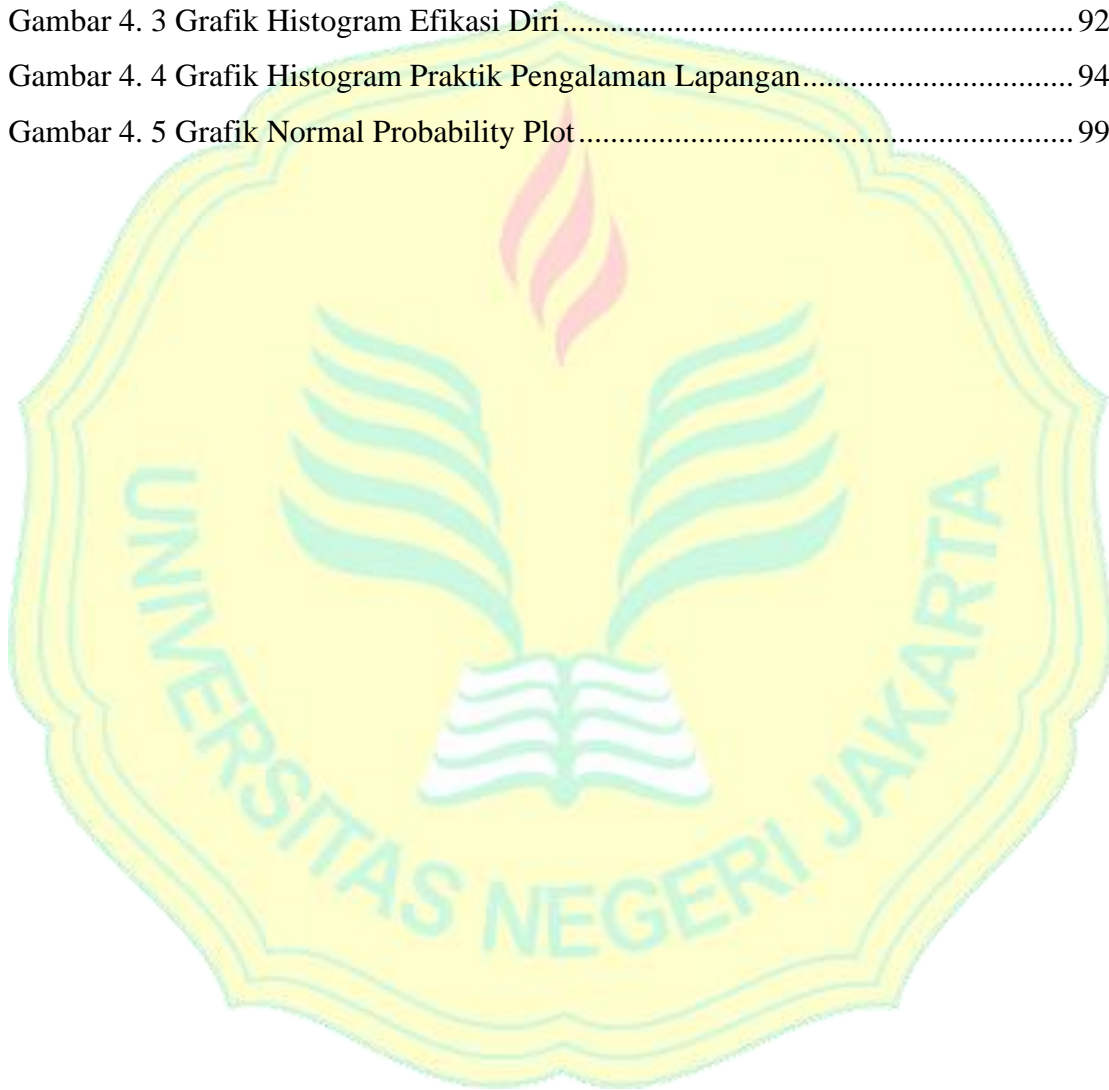 Gambar 4. 3 Grafik Histogram Efikasi Diri........................................................................ 92
Gambar 4. 4 Grafik Histogram Praktik Pengalaman Lapangan.................................. 94
Gambar 4. 5 Grafik Normal Probability Plot...................................................................... 99
UNIVERSITAS NEGERI JAKARTA